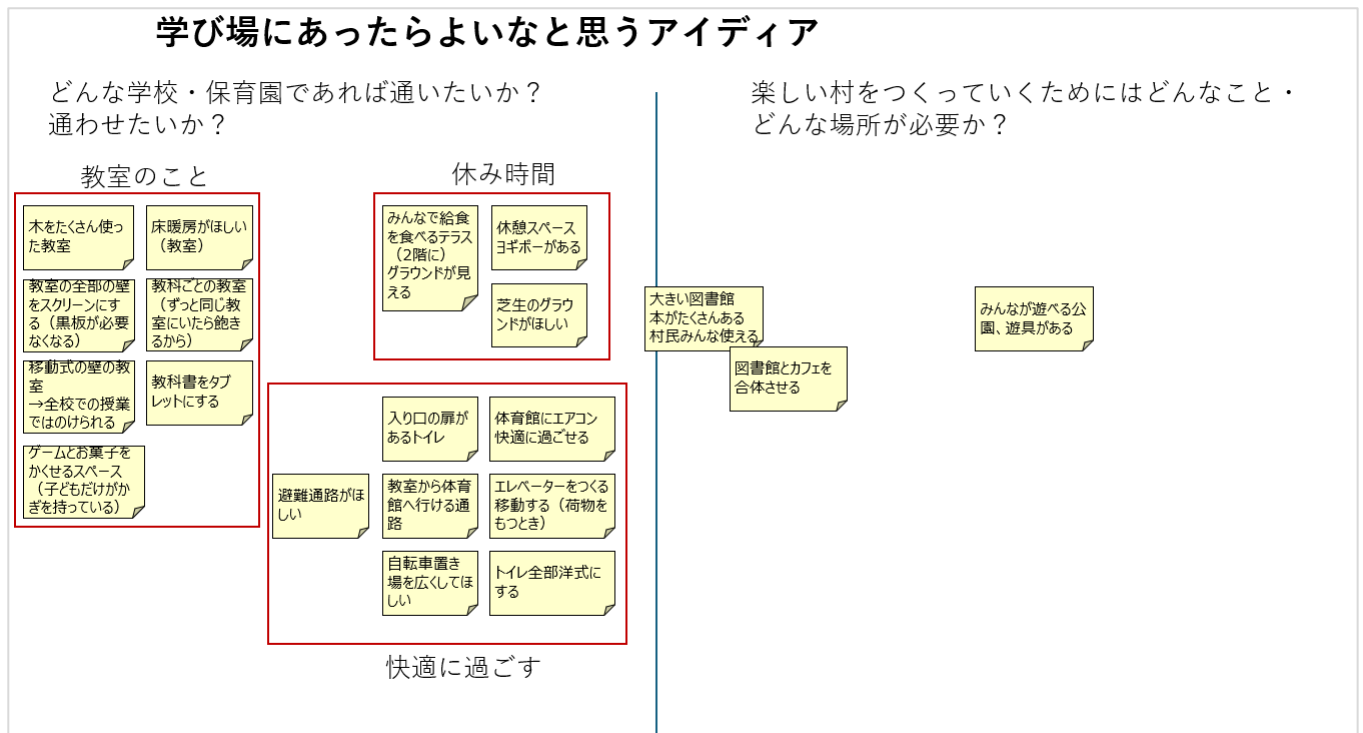 学び場にあったらよいなと思うアイディア
どんな学校・保育園であれば通いたいか？
通わせたいか？
教室のこと
木をたくさん使っ
た教室
床暖房がほしい
（教室）
教室の全部の壁
をスクリーンにす
る（黒板が必要
なくなる）
教科ごとの教室
（ずっと同じ教
室にいたら飽き
るから）
移動式の壁の教
室
→全校での授業
ではのけられる
教科書をタブ
レットにする
ゲームとお菓子を
かくせるスペース
（子どもだけがか
ぎを持っている）
休み時間
みんなで給食
を食べるテラス
（2階に）
グラウンドが見
える
休憩スペース
ヨギボーがある
芝生のグラウ
ンドがほしい
入り口の扉が
あるトイレ
体育館にエアコン
快適に過ごせる
避難通路がほ
しい
教室から体育
館へ行ける通
路
エレベーターをつくる
移動する（荷物を
もつとき）
自転車置き
場を広くしてほ
しい
トイレ全部洋式に
する
快適に過ごす
楽しい村をつくっていくためにはどんなこと・
どんな場所が必要か？
大きい図書館
本がたくさんある
村民みんな使える
図書館とカフェを
合体させる
みんなが遊べる公
園、遊具がある